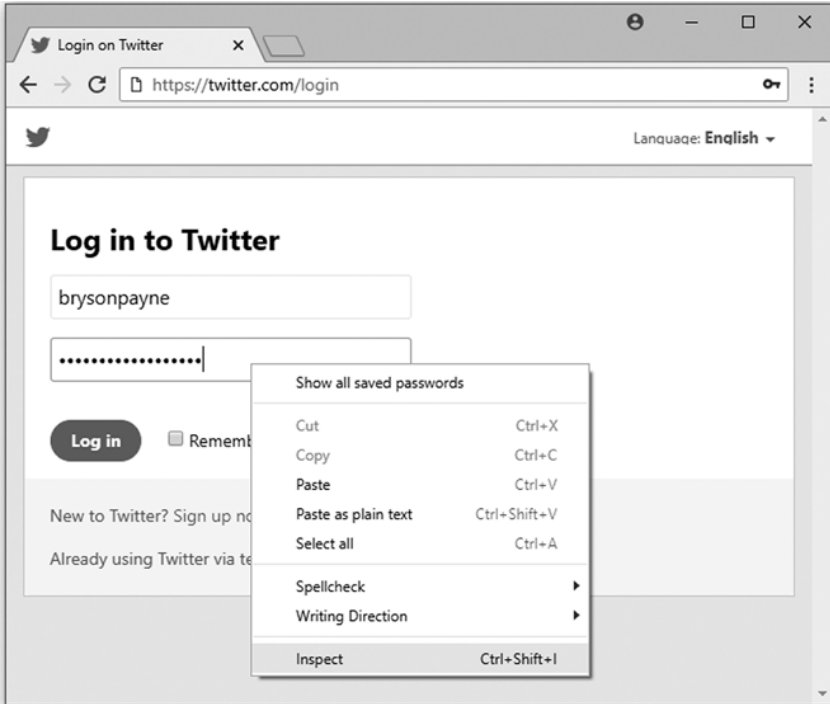 Login on Twitter
https://twitter.com/login
Language: English
Log in to Twitter
brysonpayne
••••••••••••••••••
Show all saved passwords
Cut Ctrl+X
Copy Ctrl+C
Log in Rememb
Paste Ctrl+V
Paste as plain text Ctrl+Shift+V
New to Twitter? Sign up no
Select all Ctrl+A
Already using Twitter via te
Spellcheck
Writing Direction
Inspect Ctrl+Shift+I